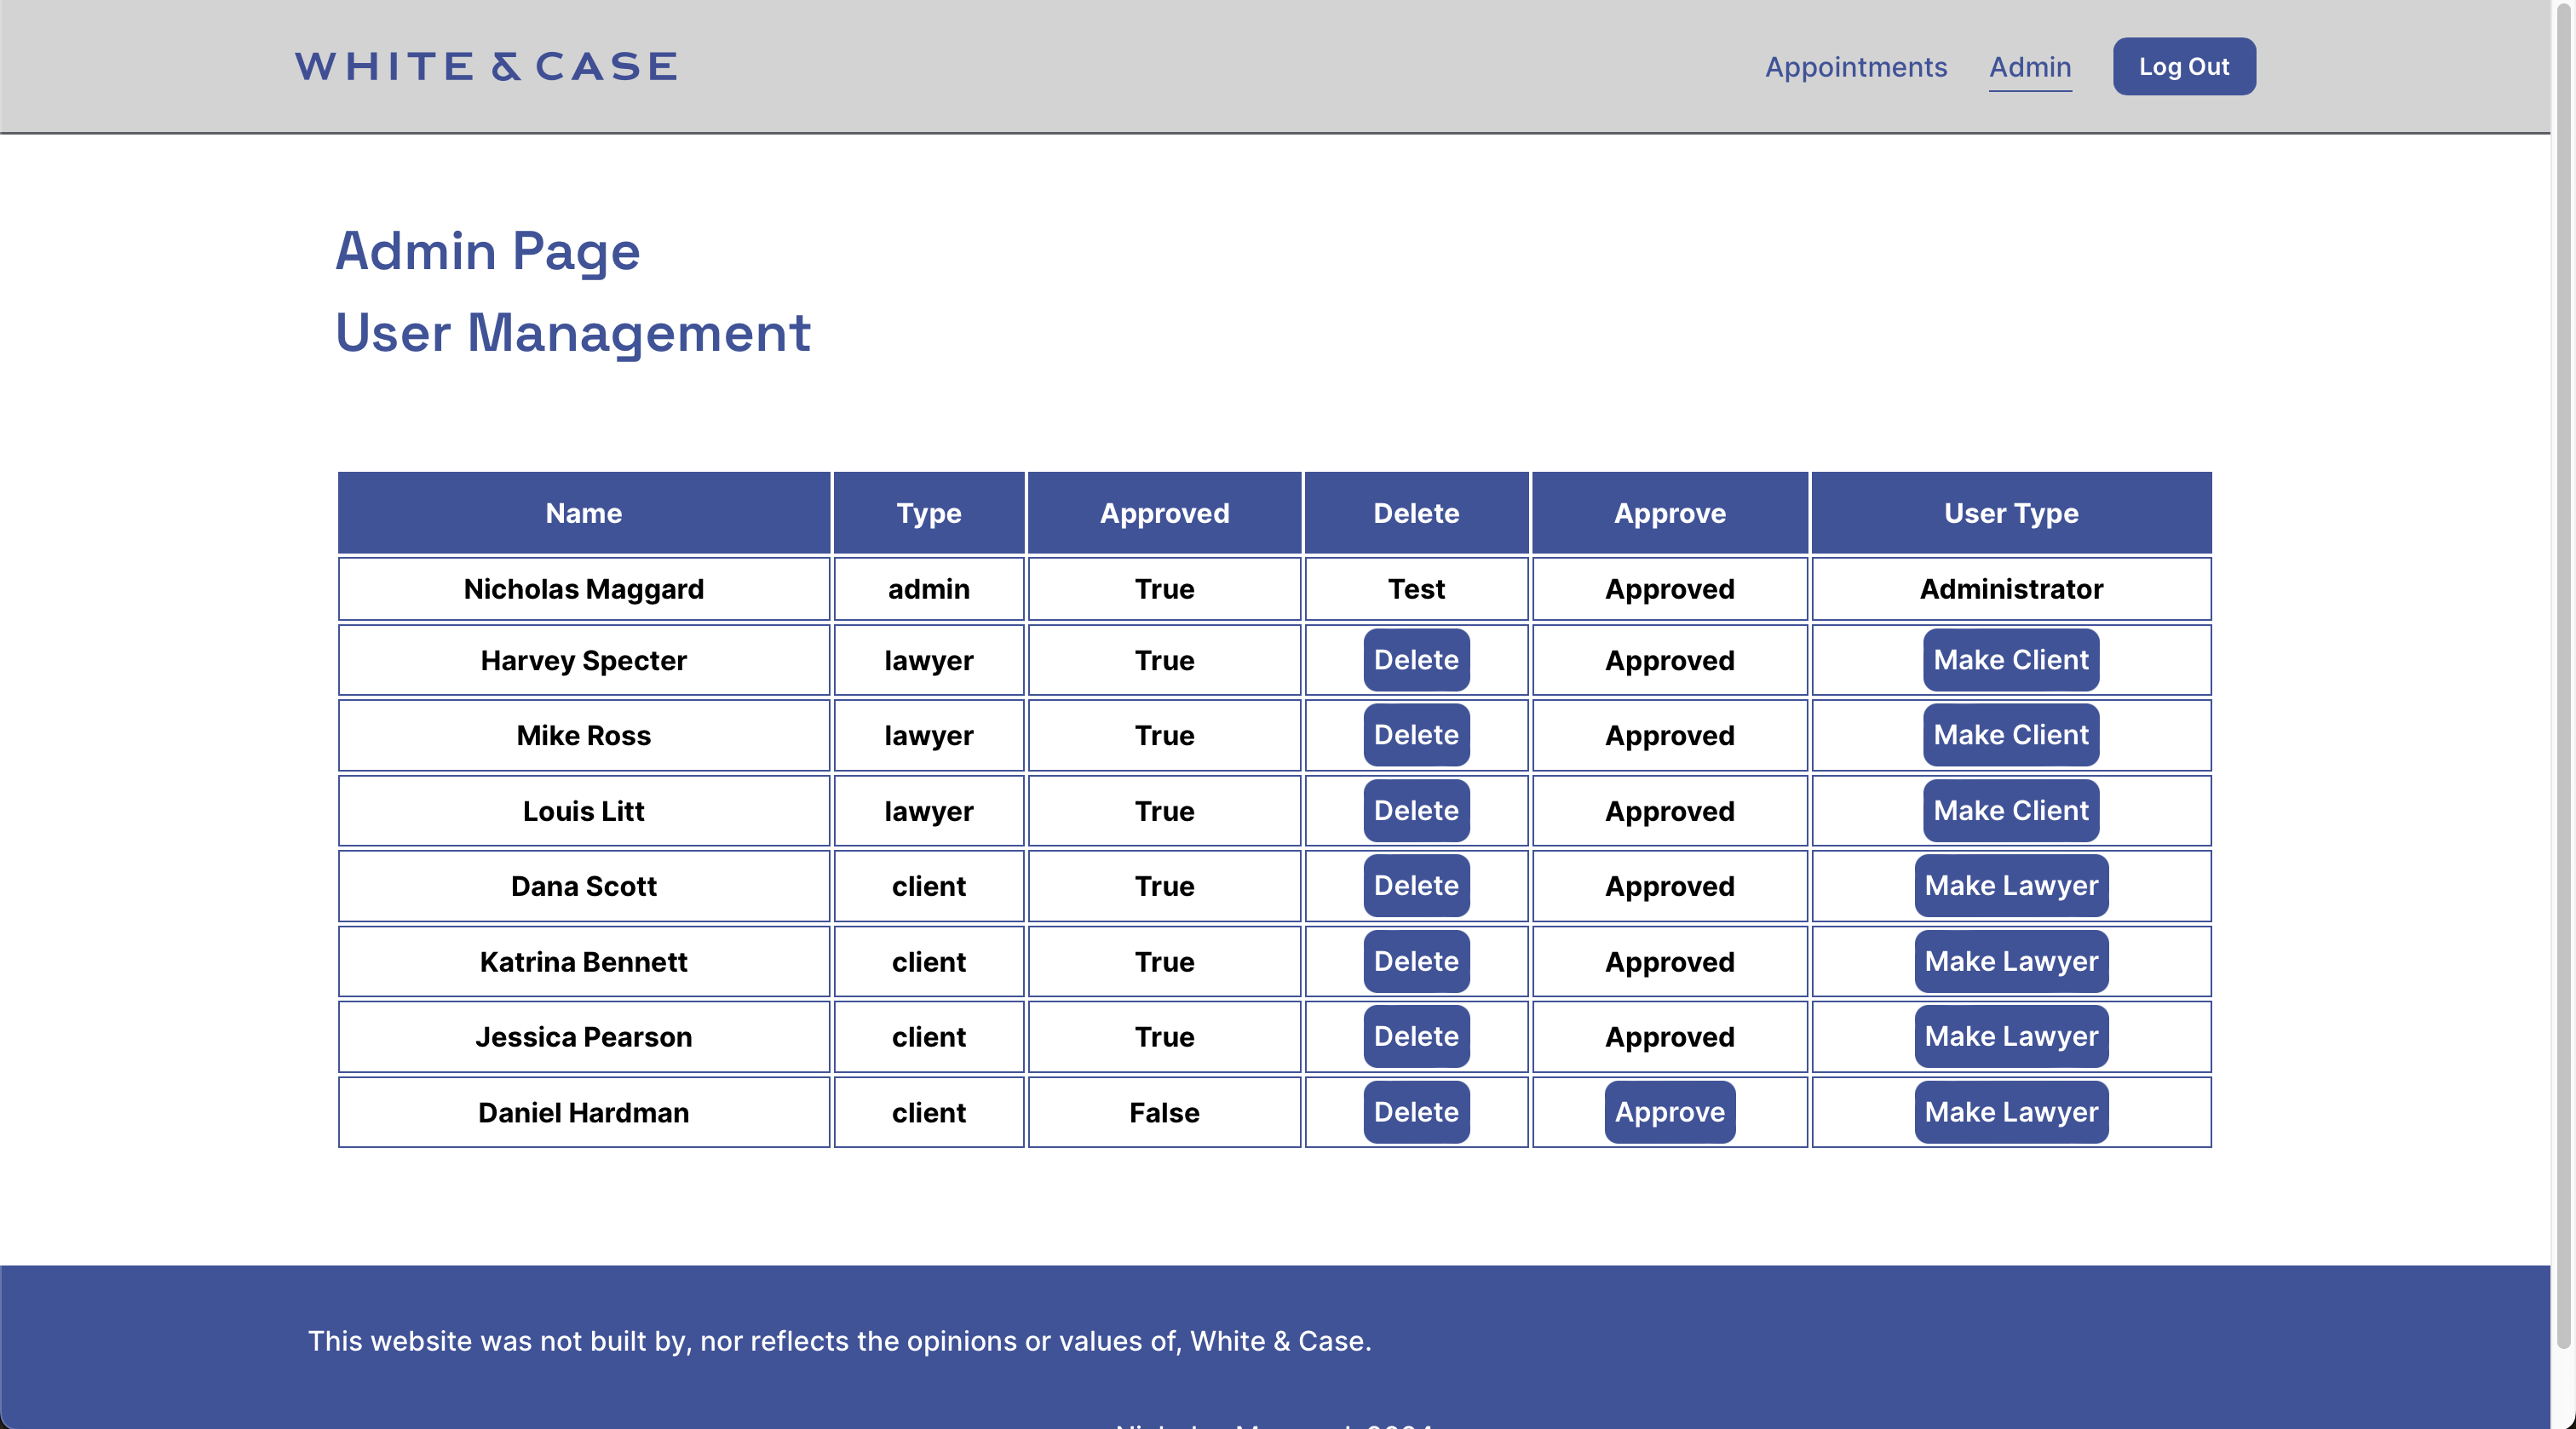 WHITE & CASE
Appointments Admin Log Out
Admin Page
User Management
Name Type Approved Delete Approve User Type
Nicholas Maggard admin True Test Approved Administrator
Harvey Specter lawyer True Delete Approved Make Client
Mike Ross lawyer True Delete Approved Make Client
Louis Litt lawyer True Delete Approved Make Client
Dana Scott client True Delete Approved Make Lawyer
Katrina Bennett client True Delete Approved Make Lawyer
Jessica Pearson client True Delete Approved Make Lawyer
Daniel Hardman client False Delete Approve Make Lawyer
This website was not built by, nor reflects the opinions or values of, White & Case.